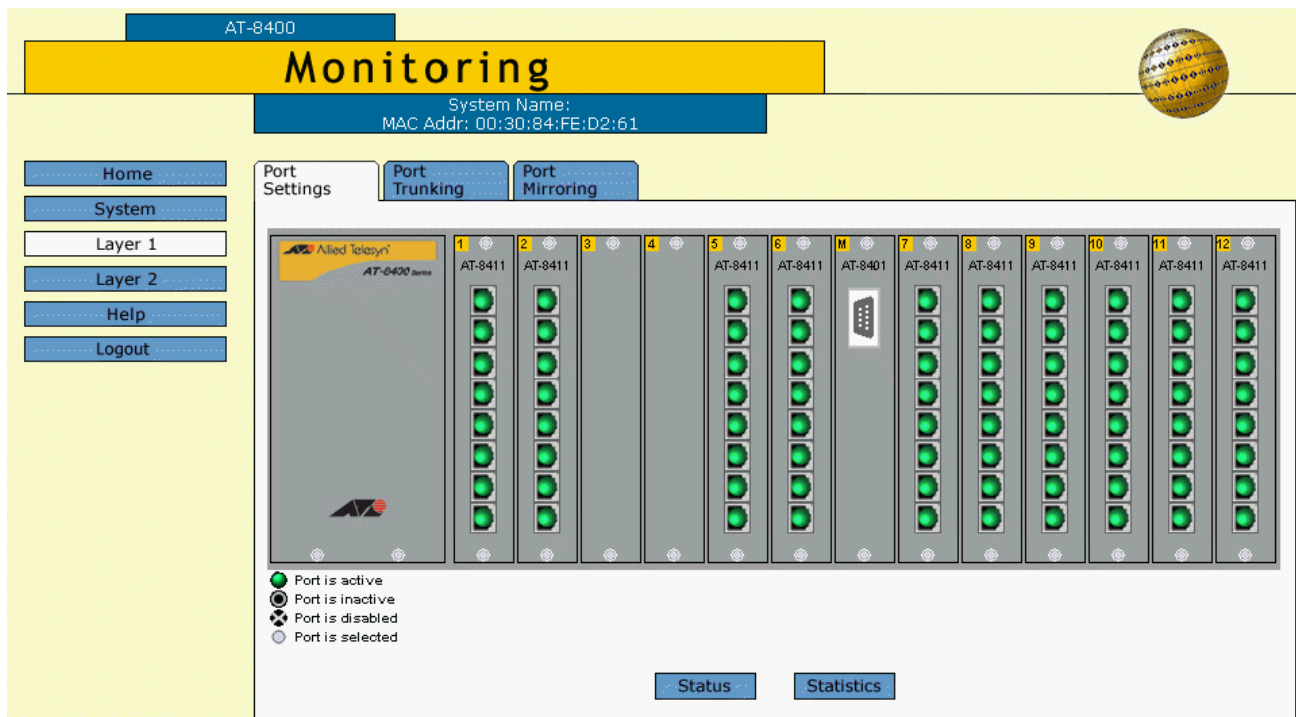 AT-8400
Monitoring
System Name:
MAC Addr: 00:30:84:FE:D2:61
Home
System
Layer 1
Layer 2
Help
Logout
Port Settings
Port Trunking
Port Mirroring
Allied Telesyn
AT-8400 Series
1 2 3 4 5 6 M 7 8 9 10 11 12
AT-8411 AT-8411 AT-8411 AT-8411 AT-8401 AT-8411 AT-8411 AT-8411 AT-8411 AT-8411 AT-8411
Port is active
Port is inactive
Port is disabled
Port is selected
Status Statistics